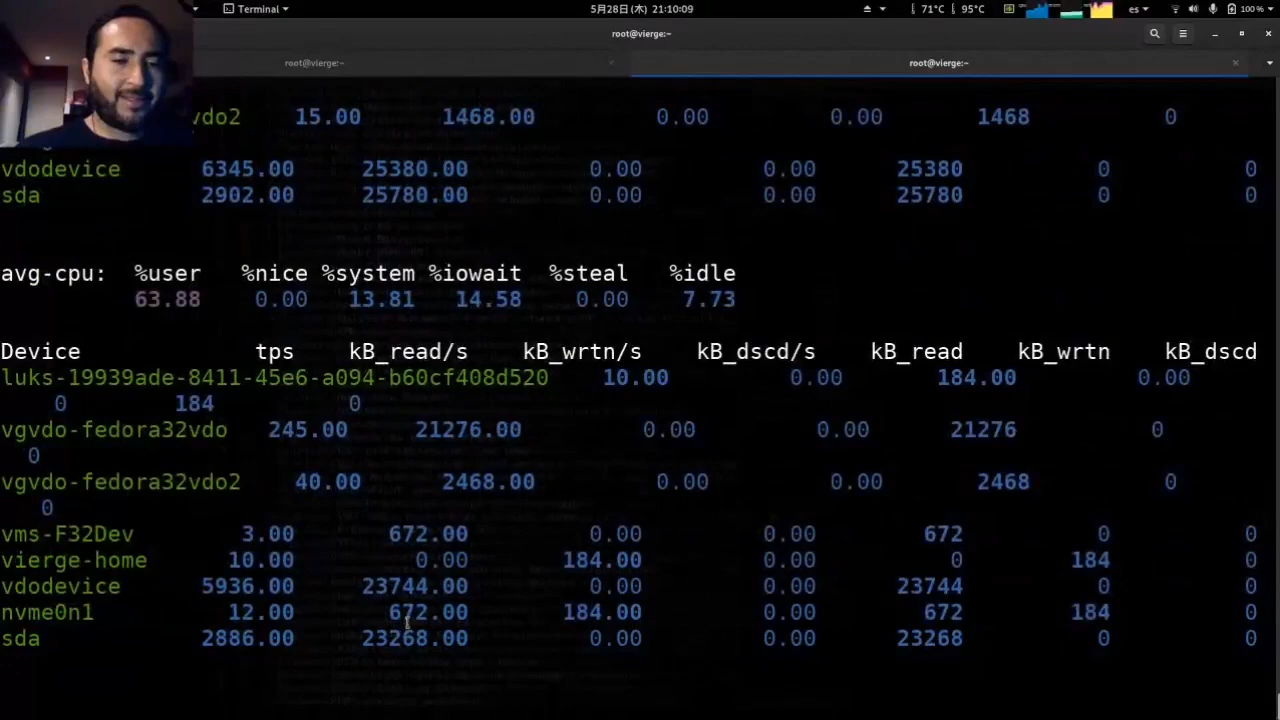 Terminal 5月28日(木) 21:10:09 71°C 95°C es 100%
root@vierge:~
root@vierge:~ root@vierge:~
vdo2 15.00 1468.00 0.00 0.00 1468 0
vdodevice 6345.00 25380.00 0.00 0.00 25380 0 0
sda 2902.00 25780.00 0.00 0.00 25780 0 0
avg-cpu: %user %nice %system %iowait %steal %idle
63.88 0.00 13.81 14.58 0.00 7.73
Device tps kB_read/s kB_wrtn/s kB_dscd/s kB_read kB_wrtn kB_dscd
luks-19939ade-8411-45e6-a094-b60cf408d520 10.00 0.00 184.00 0.00
0 184 0
vgvdo-fedora32vdo 245.00 21276.00 0.00 0.00 21276 0
0
vgvdo-fedora32vdo2 40.00 2468.00 0.00 0.00 2468 0
0
vms-F32Dev 3.00 672.00 0.00 0.00 672 0 0
vierge-home 10.00 0.00 184.00 0.00 0 184 0
vdodevice 5936.00 23744.00 0.00 0.00 23744 0 0
nvme0n1 12.00 672.00 184.00 0.00 672 184 0
sda 2886.00 23268.00 0.00 0.00 23268 0 0